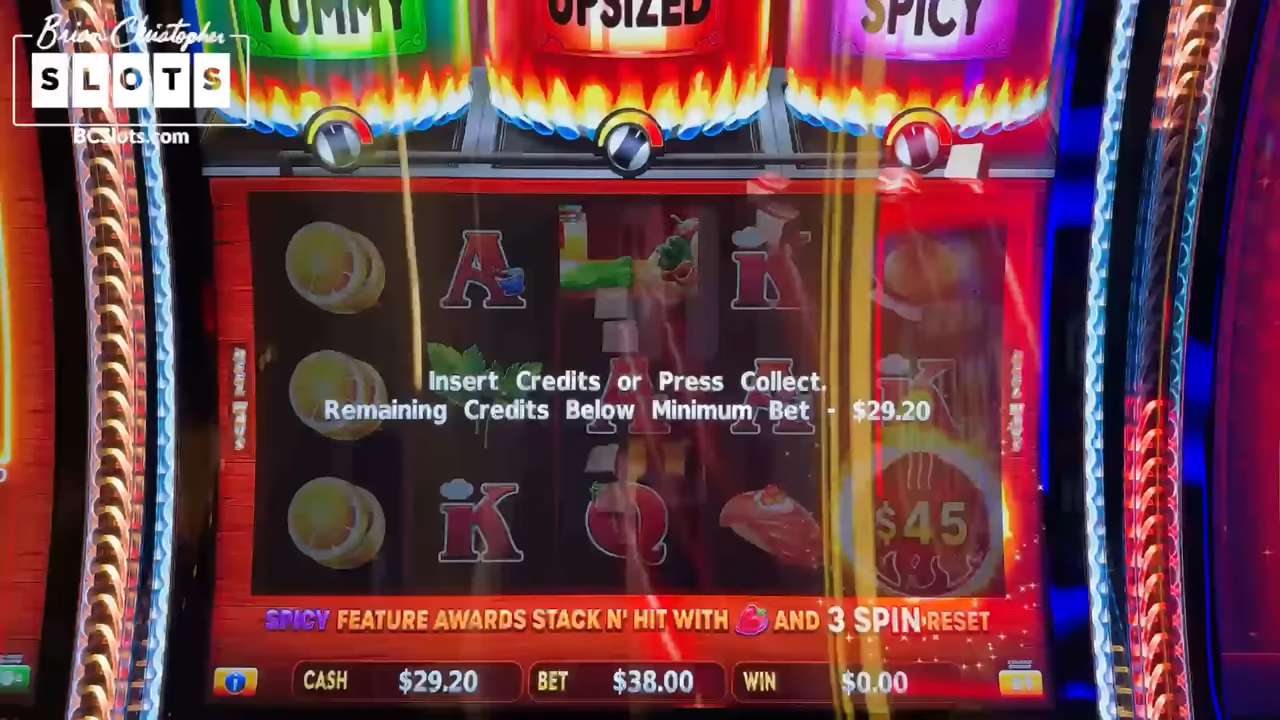 Brian Christopher
SLOTS
BCSlots.com
YUMMY
UPSIZED
SPICY
A
K
Insert Credits or Press Collect.
A
A
K
Remaining Credits Below Minimum Bet - $29.20
K
Q
$45
SPICY FEATURE AWARDS STACK N' HIT WITH AND 3 SPIN RESET
CASH $29.20 BET $38.00 WIN $0.00